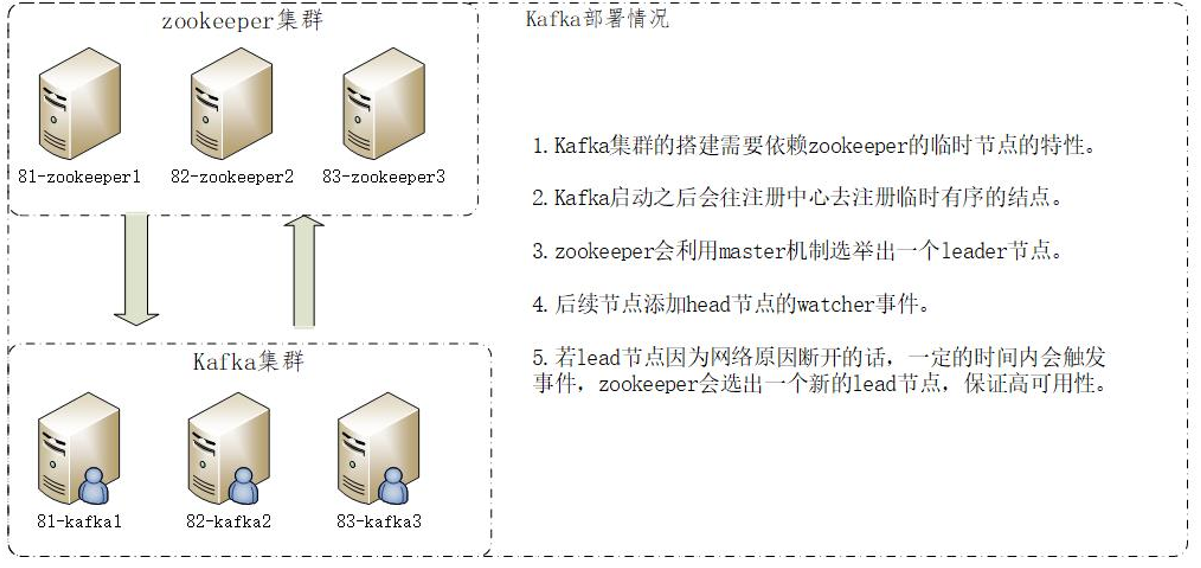 zookeeper集群
81-zookeeper1
82-zookeeper2
83-zookeeper3
Kafka集群
81-kafka1
82-kafka2
83-kafka3
Kafka部署情况
1.Kafka集群的搭建需要依赖zookeeper的临时节点的特性。
2.Kafka启动之后会往注册中心去注册临时有序的结点。
3.zookeeper会利用master机制选举出一个leader节点。
4.后续节点添加head节点的watcher事件。
5.若lead节点因为网络原因断开的话，一定的时间内会触发
事件，zookeeper会选出一个新的lead节点，保证高可用性。